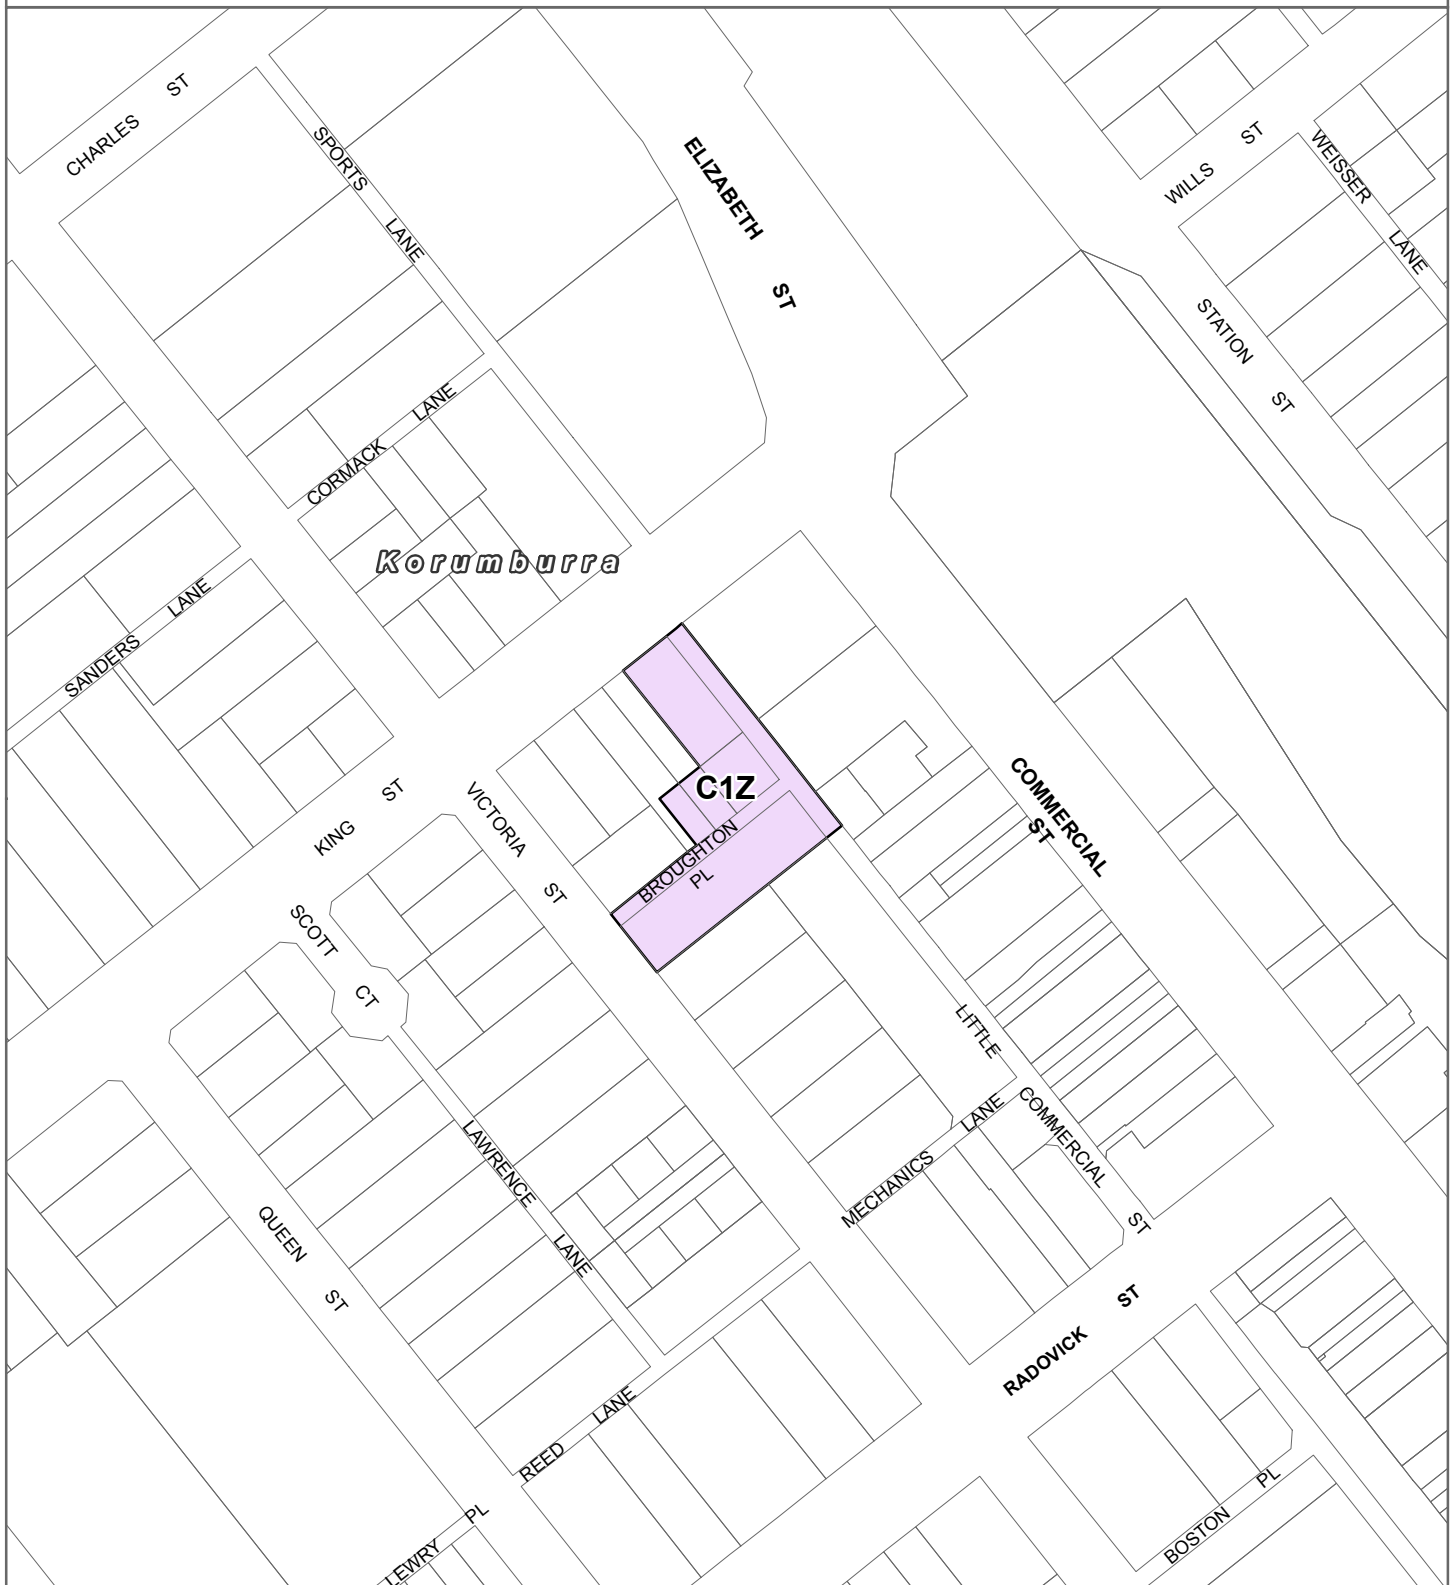 CHARLES ST
SPORTS LANE
ELIZABETH ST
WILLS ST
WEISSER LANE
STATION ST
CORMACK LANE
Korumburra
SANDERS LANE
C1Z
KING ST
VICTORIA ST
BROUGHTON PL
COMMERCIAL ST
SCOTT CT
LITTLE COMMERCIAL ST
MECHANICS LANE
LAWRENCE LANE
QUEEN ST
RADOVICK ST
REED LANE
LEWRY PL
BOSTON PL